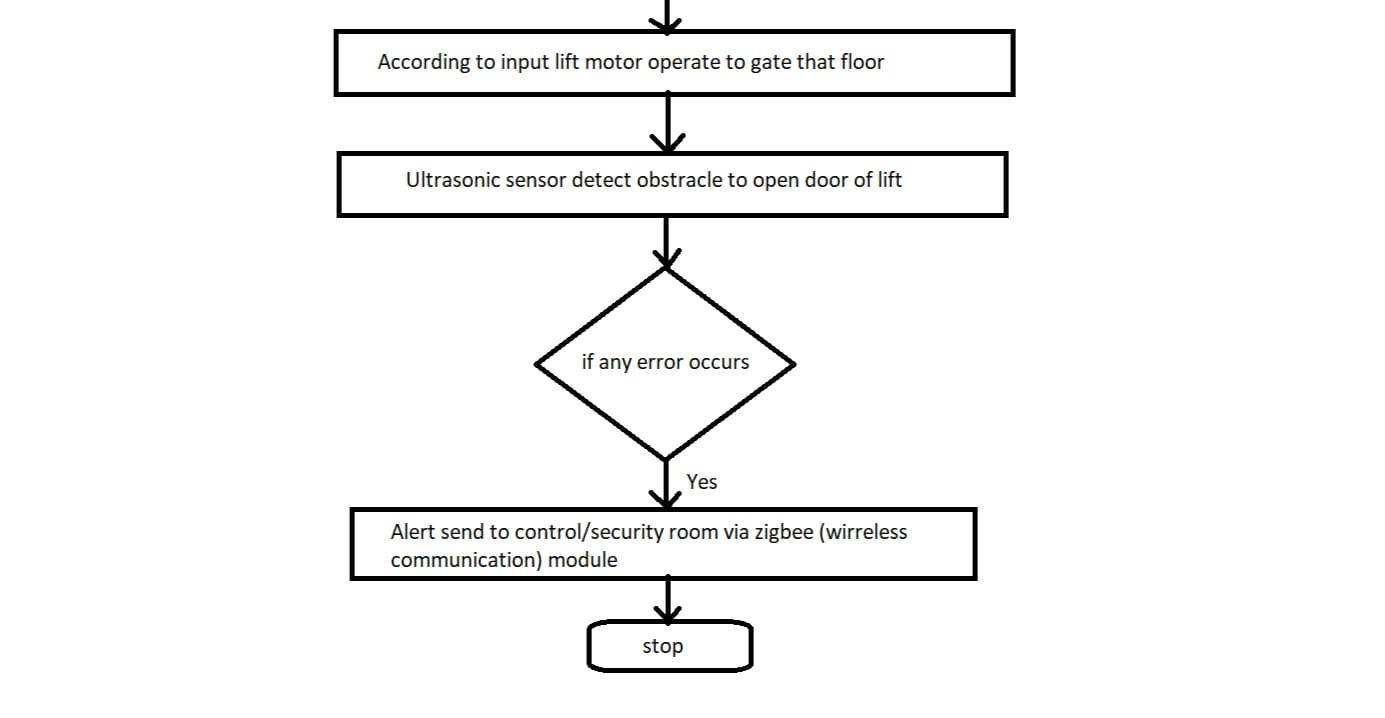 According to input lift motor operate to gate that floor
Ultrasonic sensor detect obstracle to open door of lift
if any error occurs
Yes
Alert send to control/security room via zigbee (wirreless
communication) module
stop